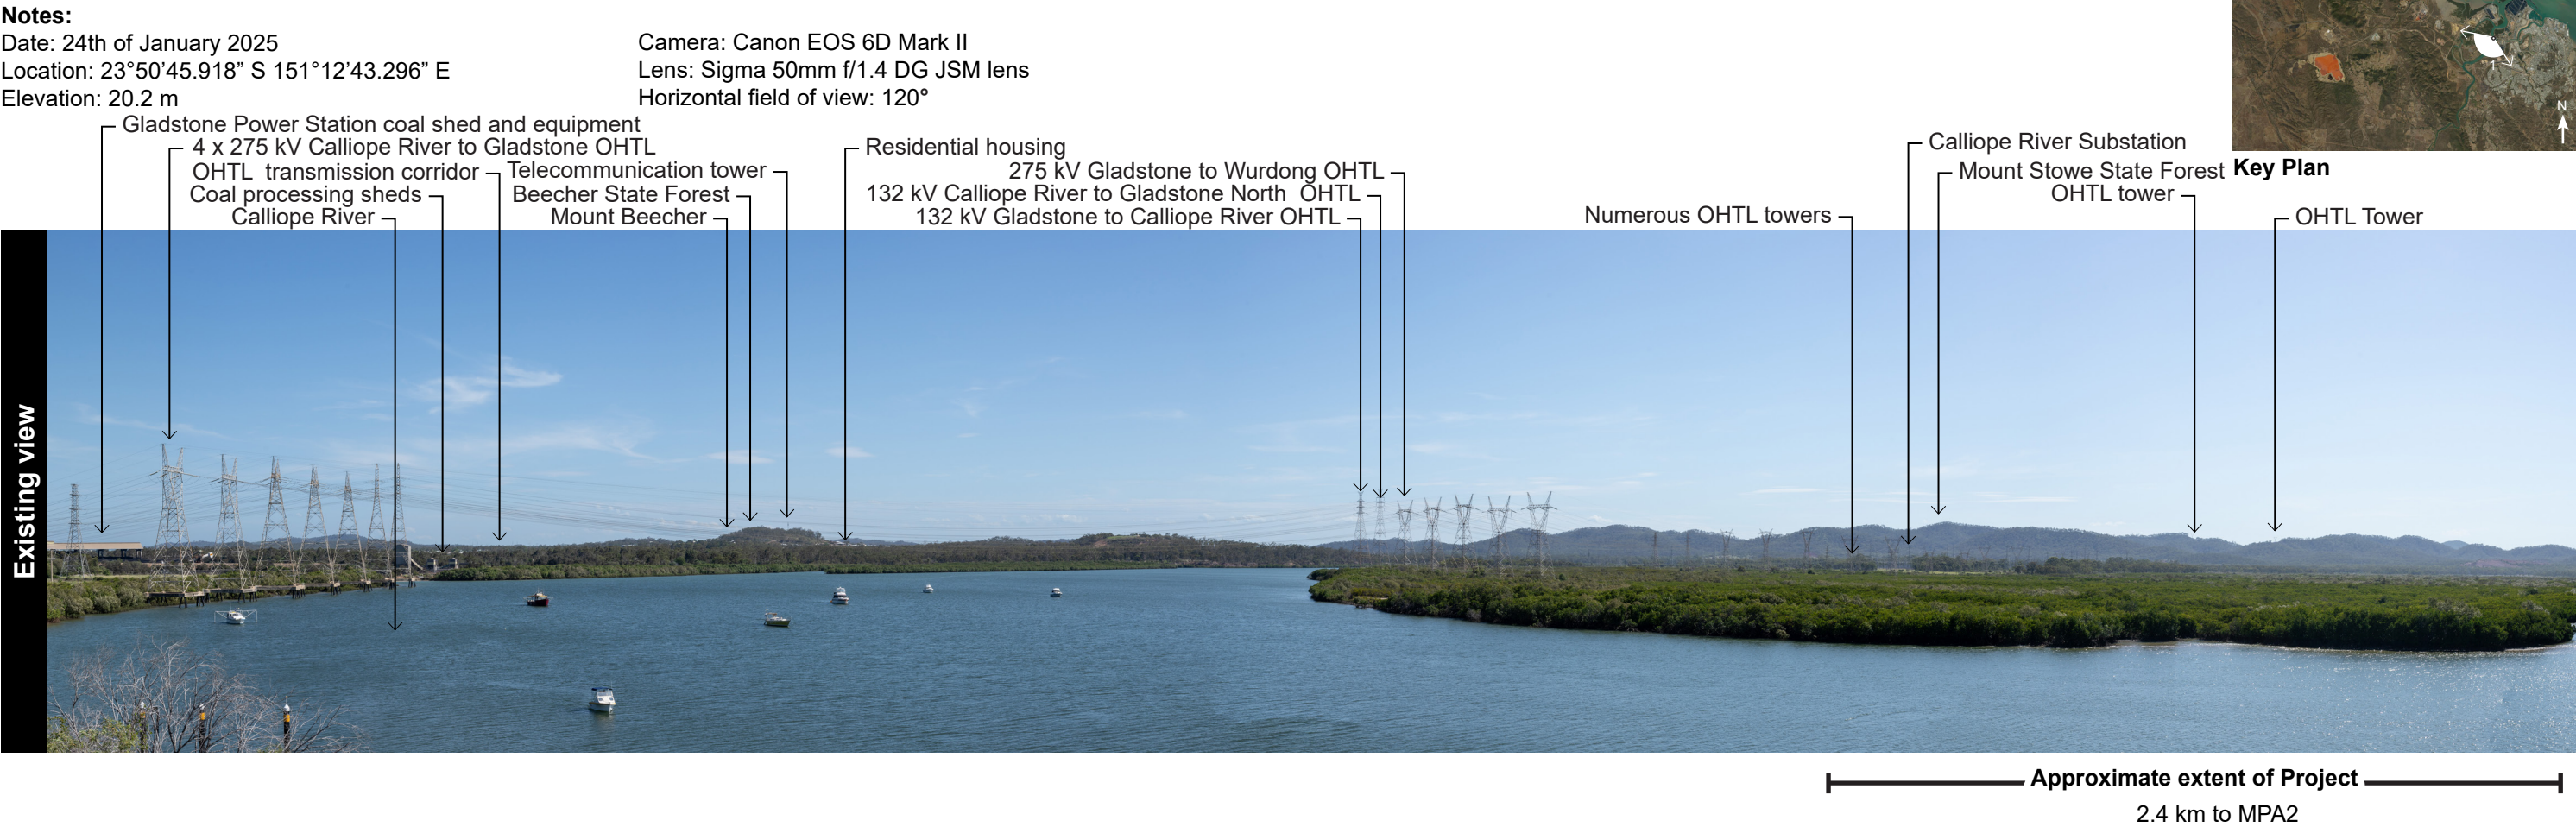 Notes:
Date: 24th of January 2025
Location: 23°50’45.918” S 151°12’43.296” E
Elevation: 20.2 m
Camera: Canon EOS 6D Mark II
Lens: Sigma 50mm f/1.4 DG JSM lens
Horizontal field of view: 120°
Gladstone Power Station coal shed and equipment
4 x 275 kV Calliope River to Gladstone OHTL
OHTL transmission corridor
Coal processing sheds
Calliope River
Telecommunication tower
Beecher State Forest
Mount Beecher
Residential housing
275 kV Gladstone to Wurdong OHTL
132 kV Calliope River to Gladstone North OHTL
132 kV Gladstone to Calliope River OHTL
Numerous OHTL towers
Calliope River Substation
Mount Stowe State Forest
OHTL tower
OHTL Tower
1
N
Key Plan
Existing view
Approximate extent of Project
2.4 km to MPA2